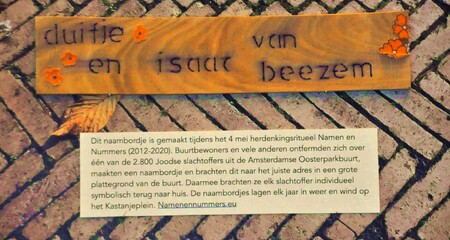 duifje van
en isaac beezem
Dit naambordje is gemaakt tijdens het 4 mei herdenkingsritueel Namen en
Nummers (2012-2020). Buurtbewoners en vele anderen ontfermden zich over
één van de 2.800 Joodse slachtoffers uit de Amsterdamse Oosterparkbuurt,
maakten een naambordje en brachten dit naar het juiste adres in een grote
plattegrond van de buurt. Daarmee brachten ze elk slachtoffer individueel
symbolisch terug naar huis. De naambordjes lagen elk jaar in weer en wind op
het Kastanjeplein. Namenennummers.eu